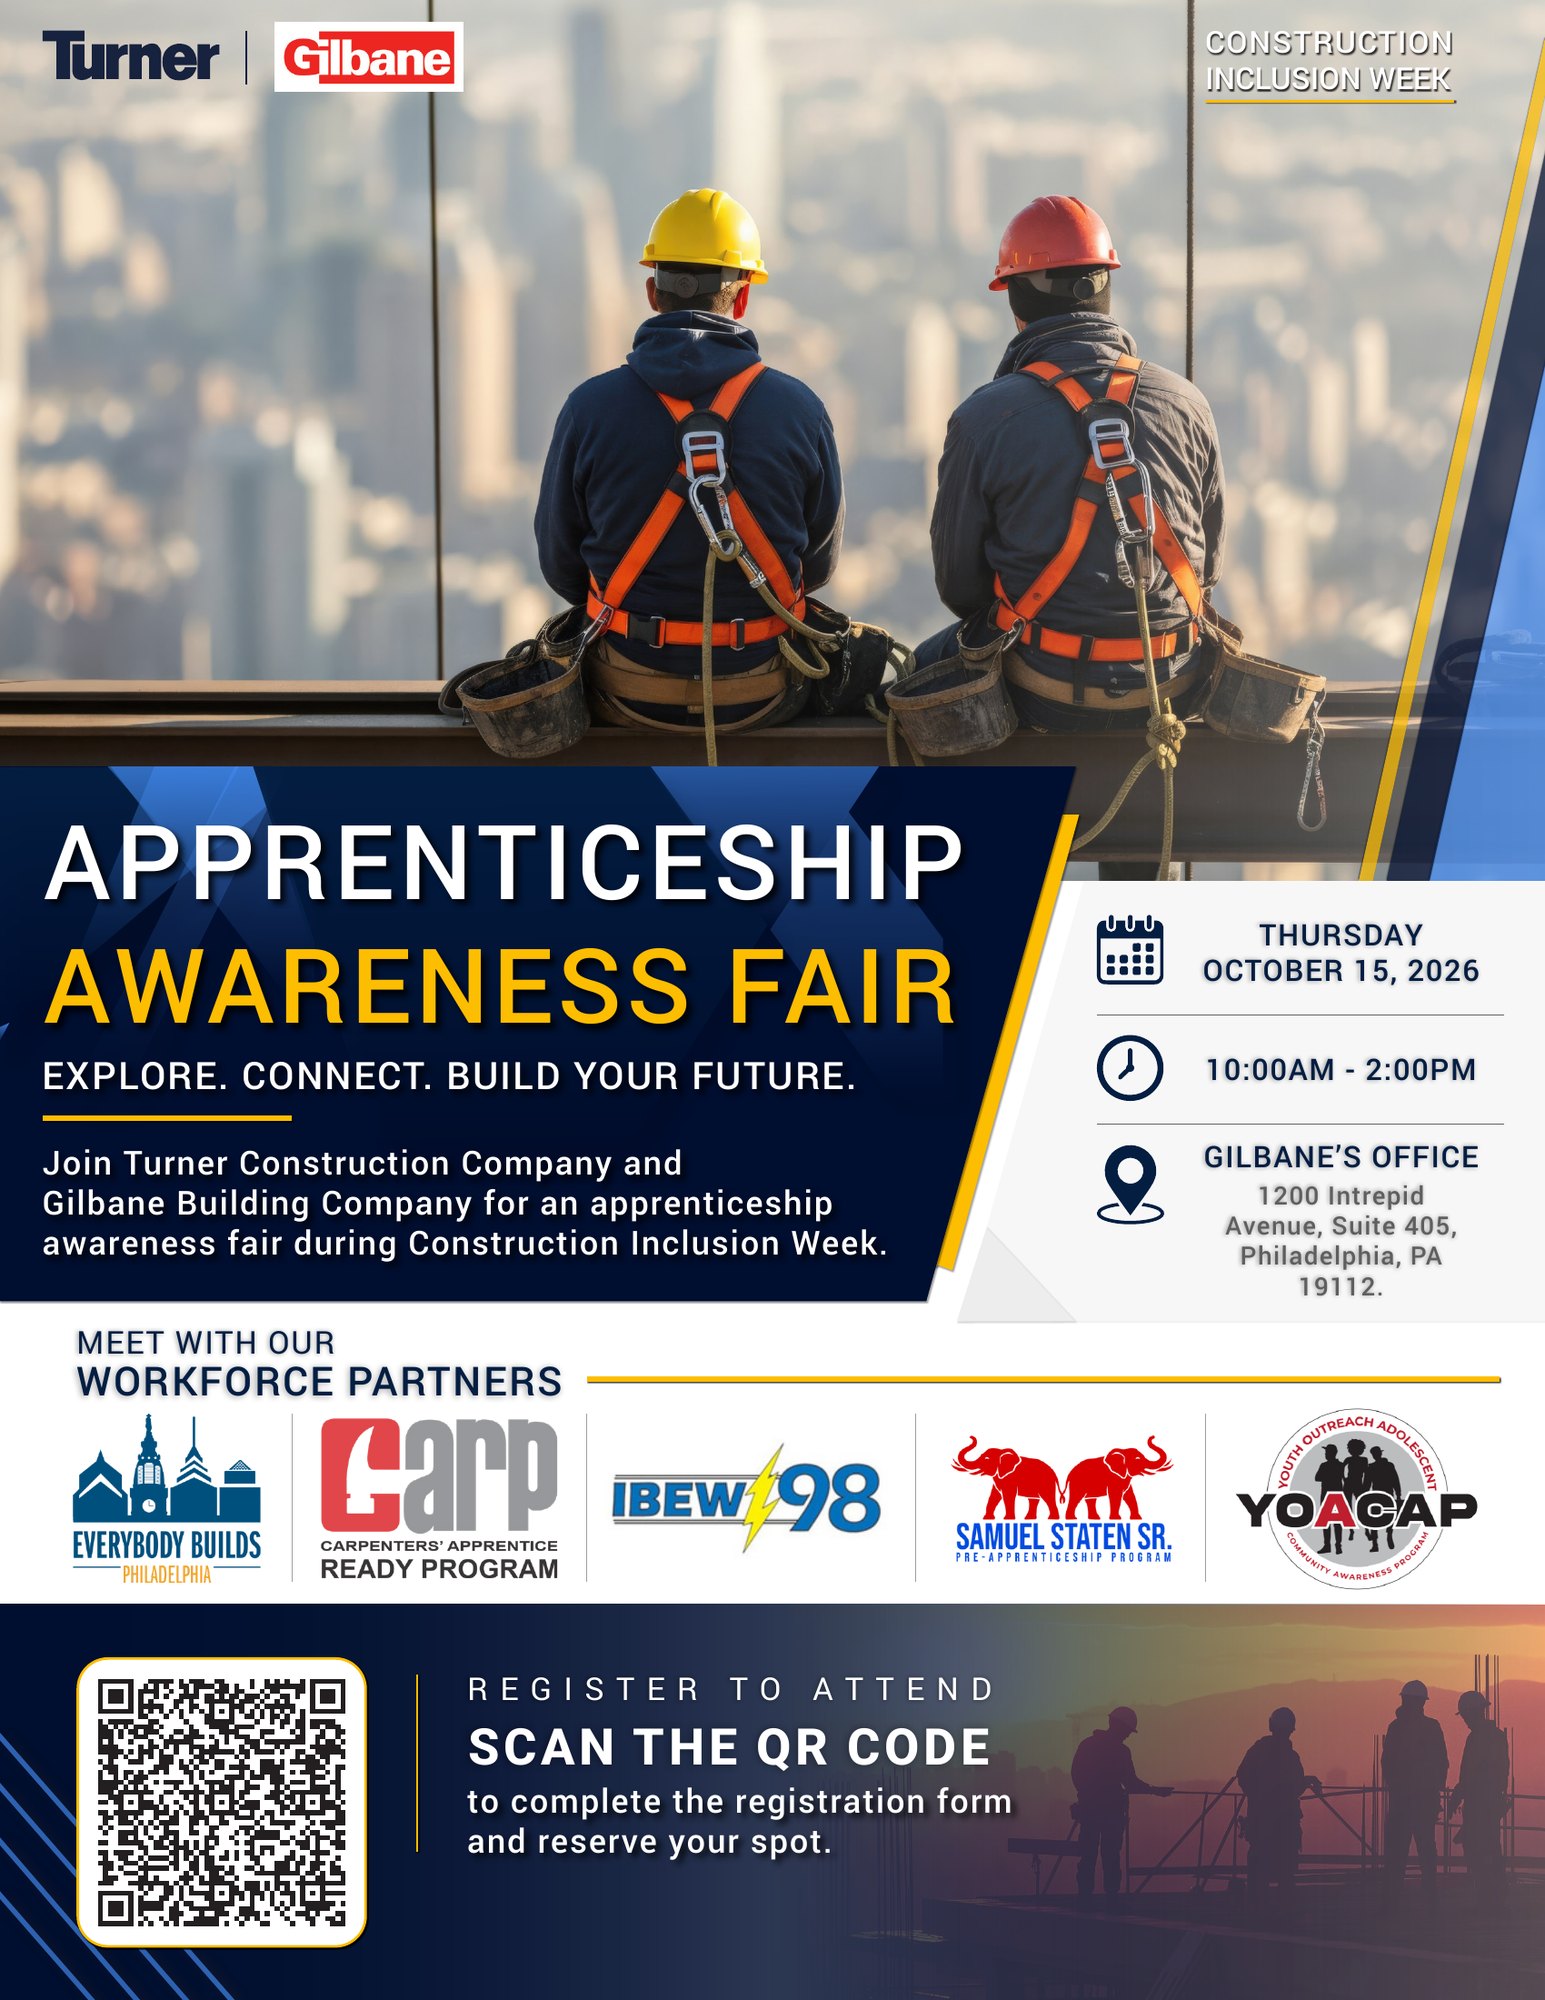 Turner
Gilbane
CONSTRUCTION
INCLUSION WEEK
APPRENTICESHIP
AWARENESS FAIR
EXPLORE. CONNECT. BUILD YOUR FUTURE.
Join Turner Construction Company and
Gilbane Building Company for an apprenticeship
awareness fair during Construction Inclusion Week.
THURSDAY
OCTOBER 15, 2026
10:00AM - 2:00PM
GILBANE’S OFFICE
1200 Intrepid
Avenue, Suite 405,
Philadelphia, PA
19112.
MEET WITH OUR
WORKFORCE PARTNERS
EVERYBODY BUILDS
PHILADELPHIA
Carp
CARPENTERS’ APPRENTICE
READY PROGRAM
IBEW 98
SAMUEL STATEN SR.
PRE-APPRENTICESHIP PROGRAM
YOUTH OUTREACH ADOLESCENT
YOACAP
COMMUNITY AWARENESS PROGRAM
REGISTER TO ATTEND
SCAN THE QR CODE
to complete the registration form
and reserve your spot.